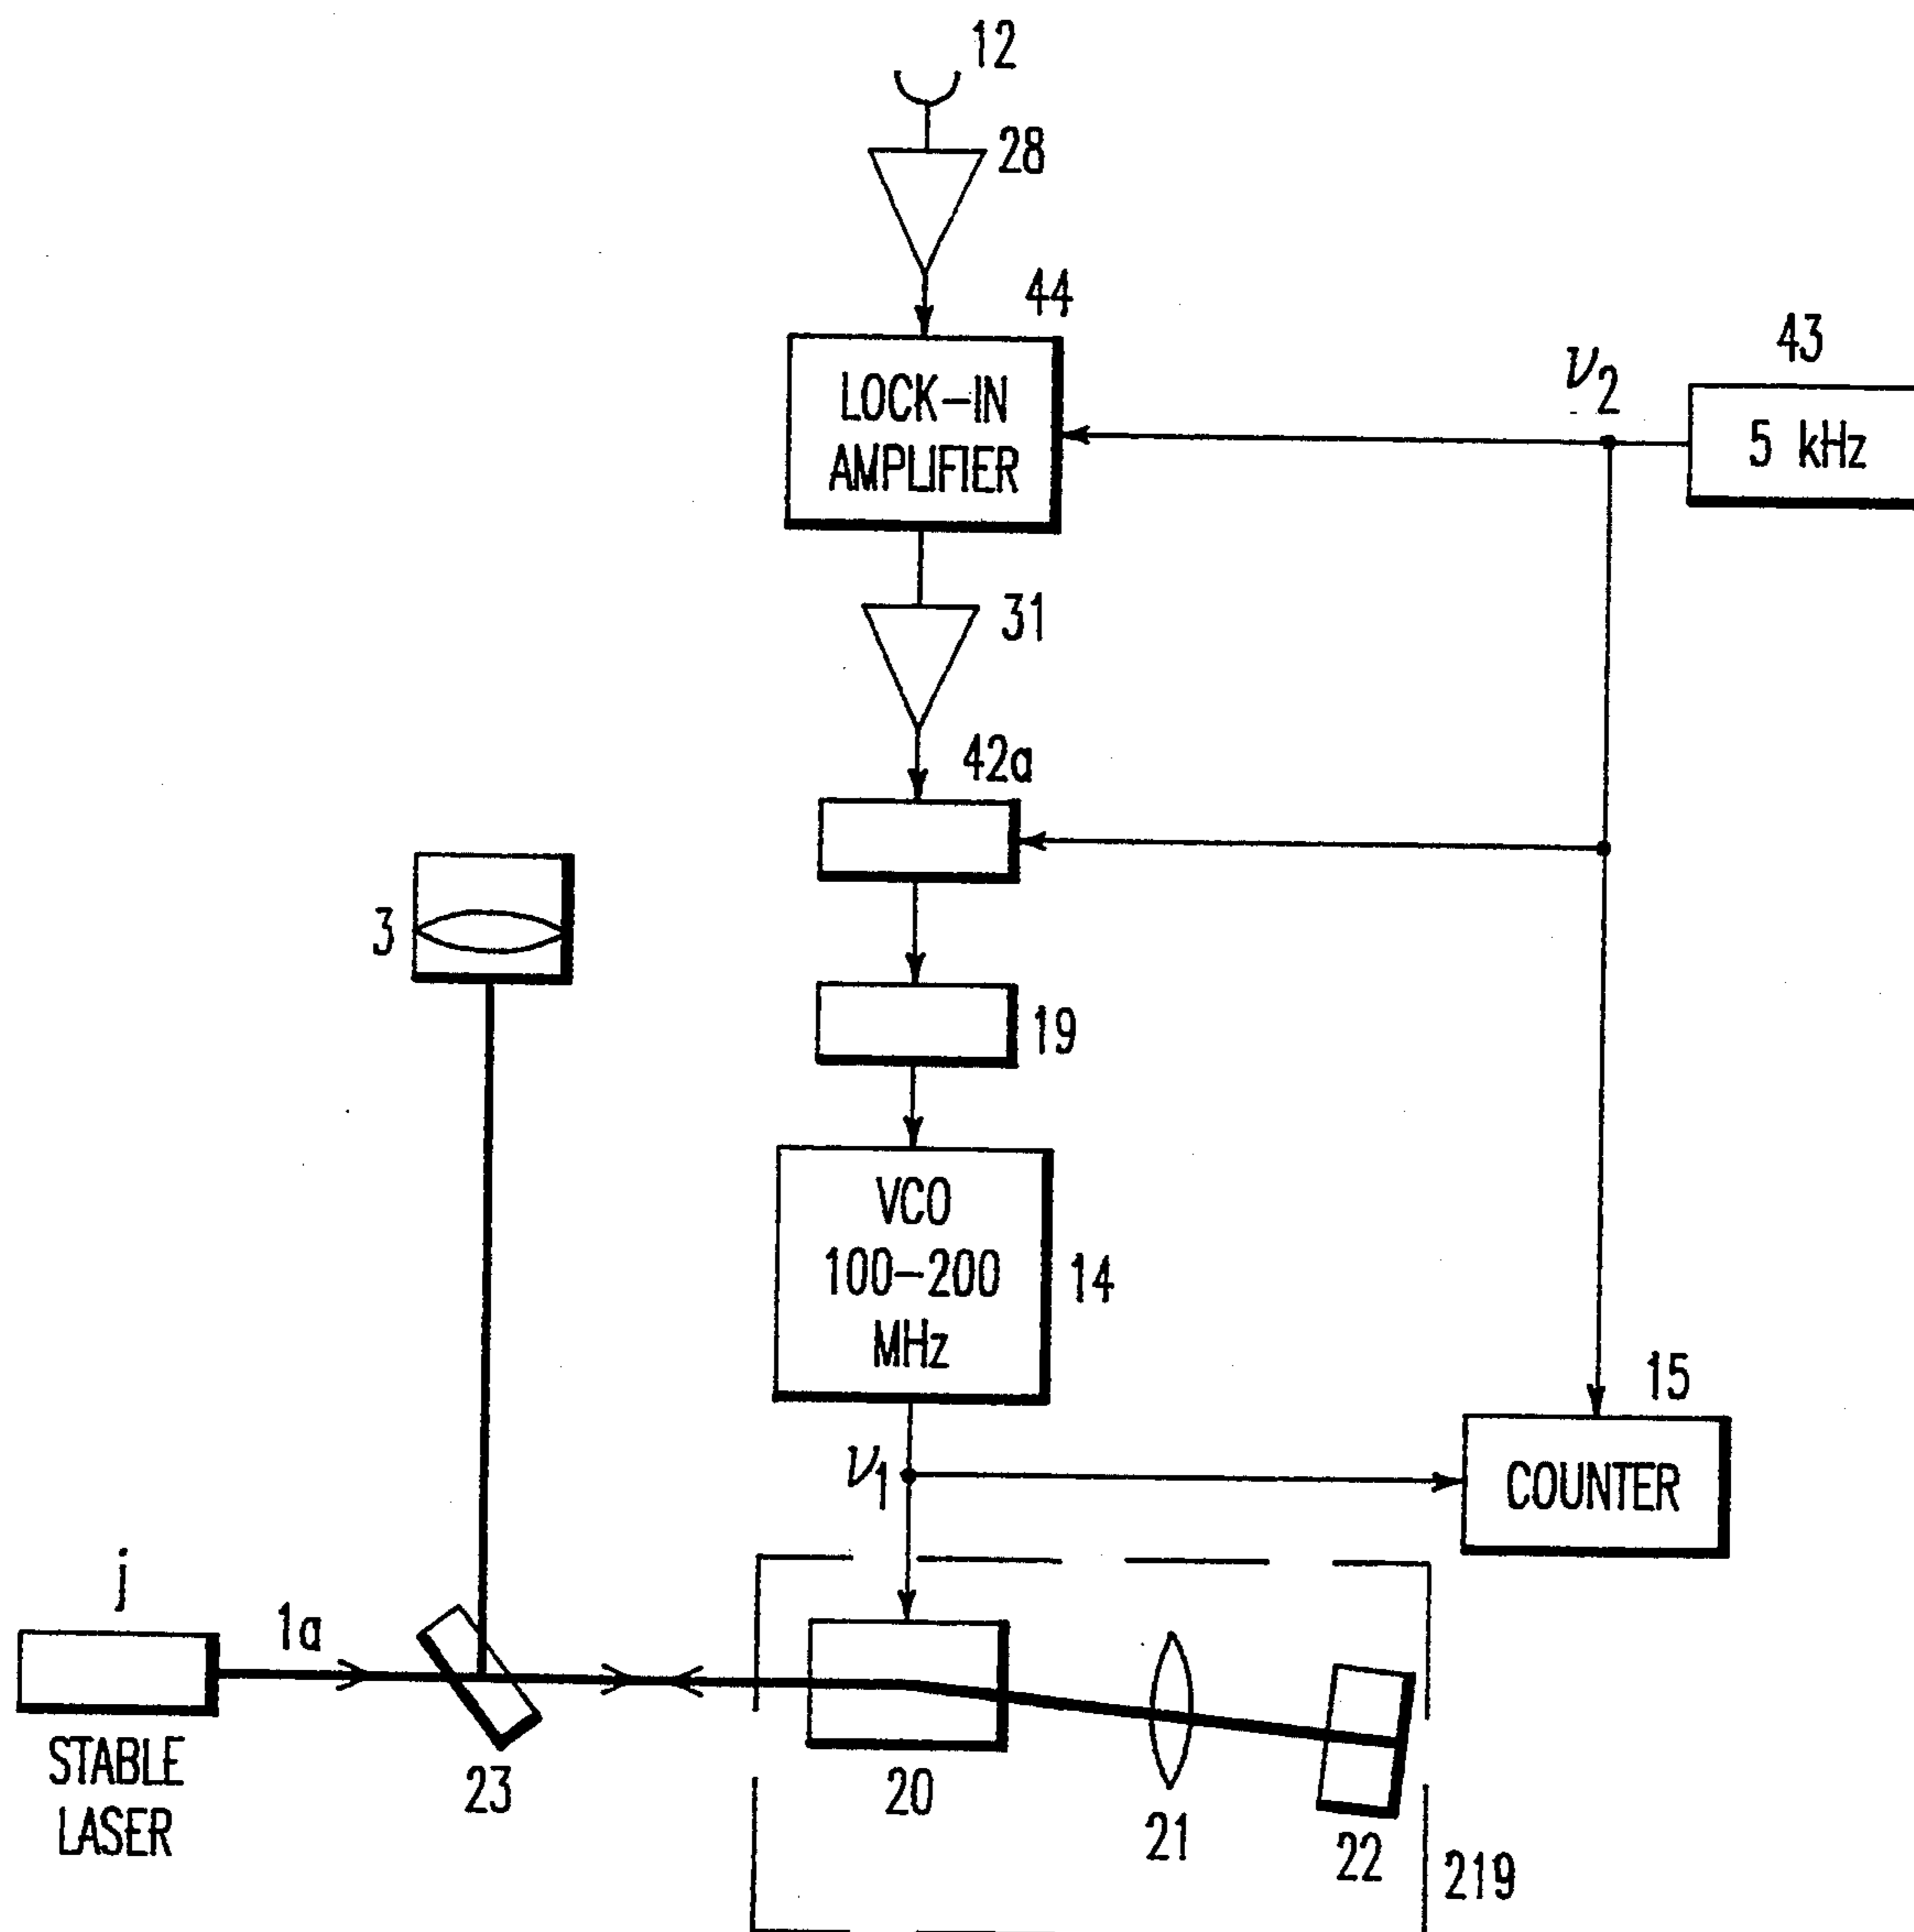 12
28
44
LOCK-IN
AMPLIFIER
ν2
43
5 kHz
31
42a
3
19
VCO
100-200
MHz
14
ν1
15
COUNTER
j
1a
STABLE
LASER
23
20
21
22
219